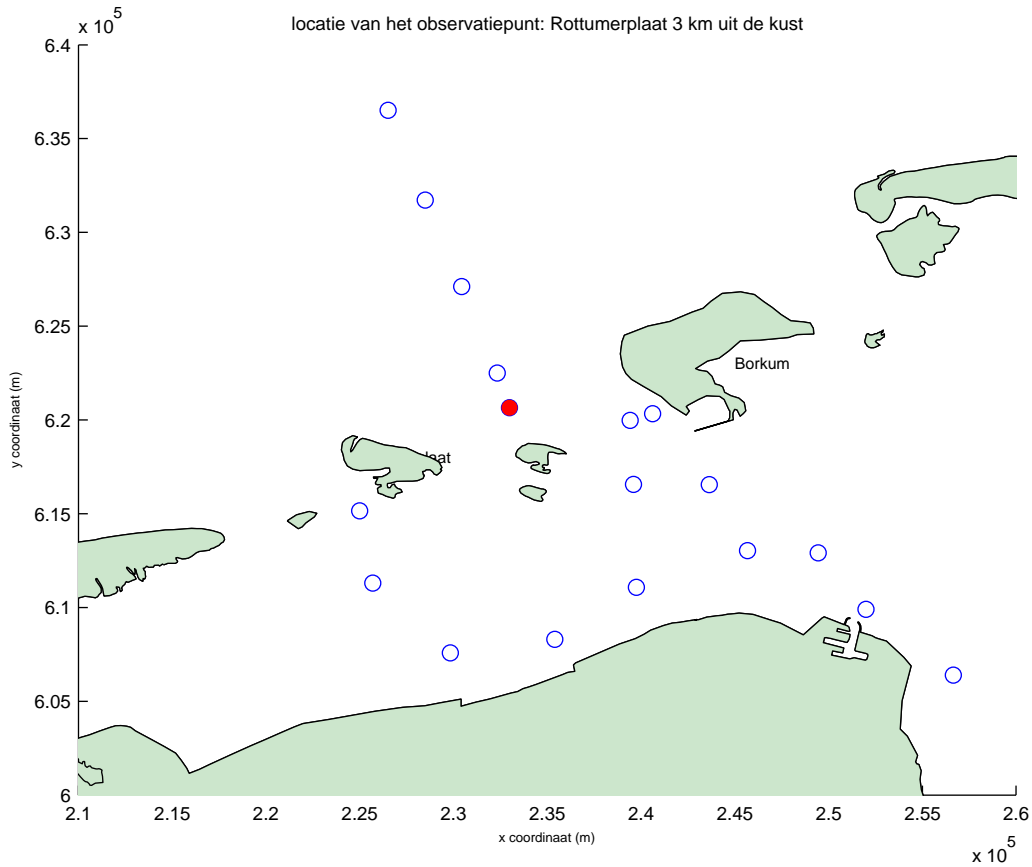 locatie van het observatiepunt: Rottumerplaat 3 km uit de kust
x 10^5
6.4
6.35
6.3
6.25
6.2
6.15
6.1
6.05
6
y coordinaat (m)
Borkum
laat
2.1
2.15
2.2
2.25
2.3
2.35
2.4
2.45
2.5
2.55
2.6
x coordinaat (m)
x 10^5